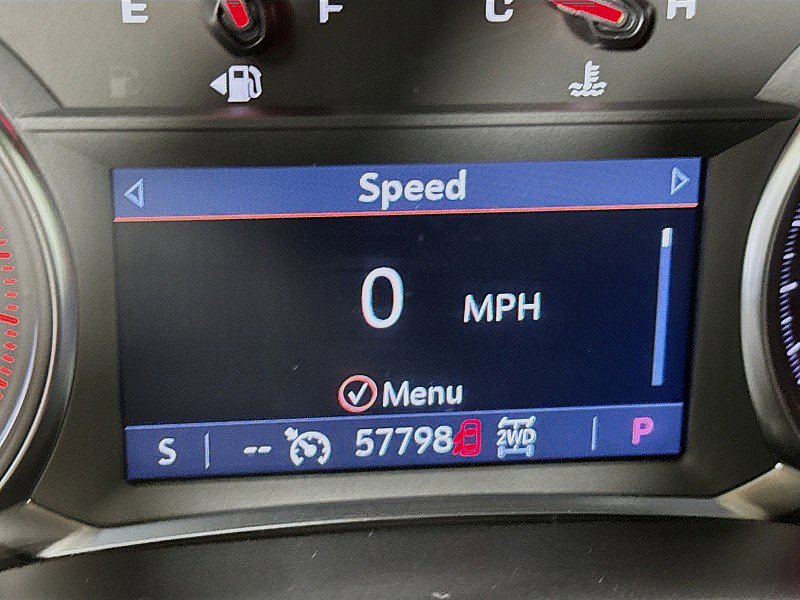 E F C H
Speed
0 MPH
Menu
S -- 57798 2WD P